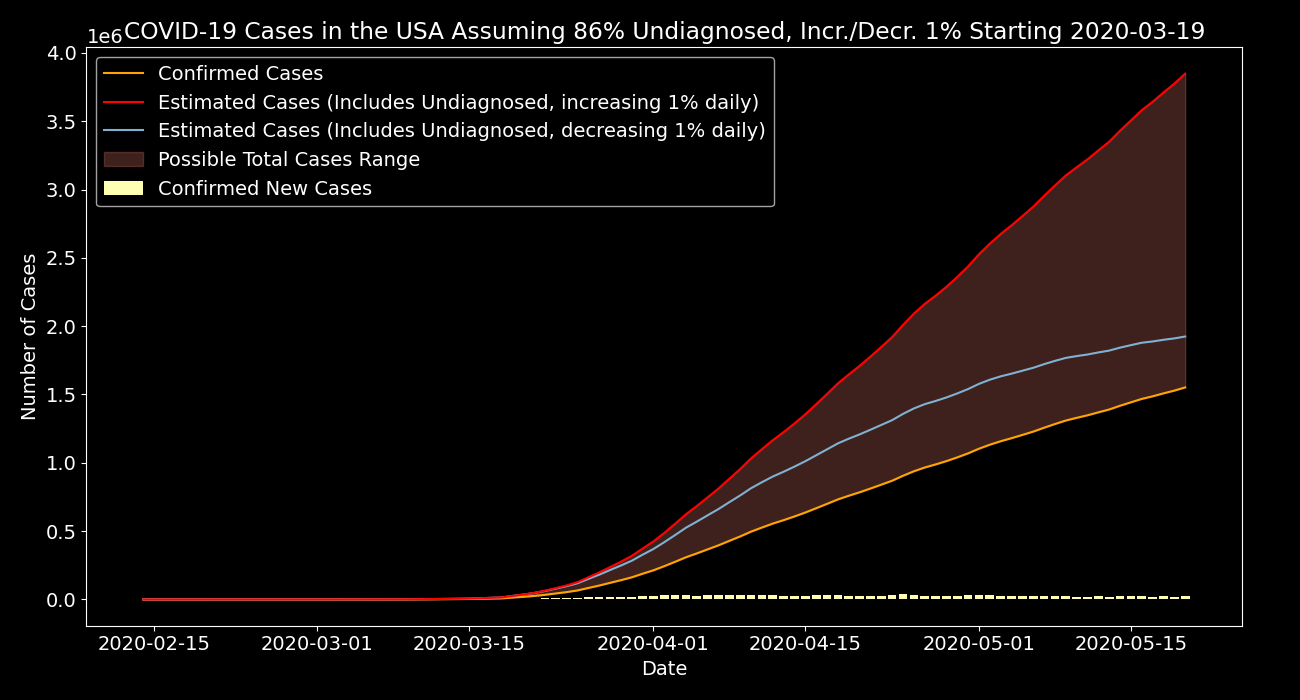 COVID-19 Cases in the USA Assuming 86% Undiagnosed, Incr./Decr. 1% Starting 2020-03-19
1e6
4.0
3.5
3.0
2.5
2.0
1.5
1.0
0.5
0.0
Number of Cases
Confirmed Cases
Estimated Cases (Includes Undiagnosed, increasing 1% daily)
Estimated Cases (Includes Undiagnosed, decreasing 1% daily)
Possible Total Cases Range
Confirmed New Cases
2020-02-15 2020-03-01 2020-03-15 2020-04-01 2020-04-15 2020-05-01 2020-05-15
Date